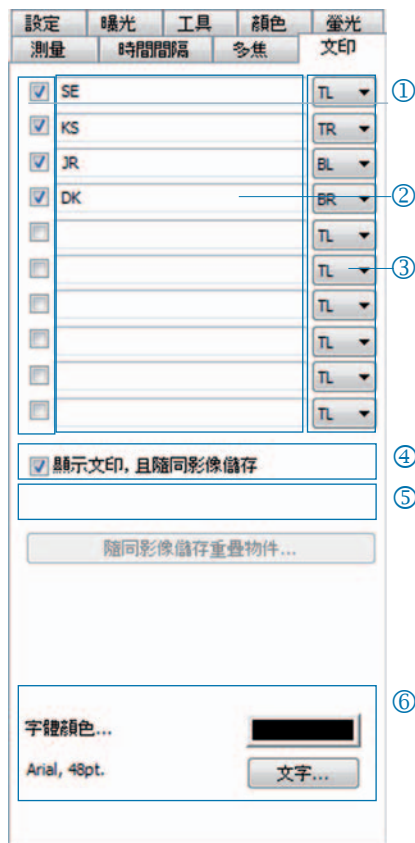 設定 曝光 工具 顏色 螢光
測量 時間間隔 多焦 文印
SE TL ①
KS TR
JR BL
DK BR ②
TL
TL ③
TL
TL
TL
TL
顯示文印, 且隨同影像儲存 ④
⑤
隨同影像儲存重疊物件...
⑥
字體顏色...
Arial, 48pt. 文字...